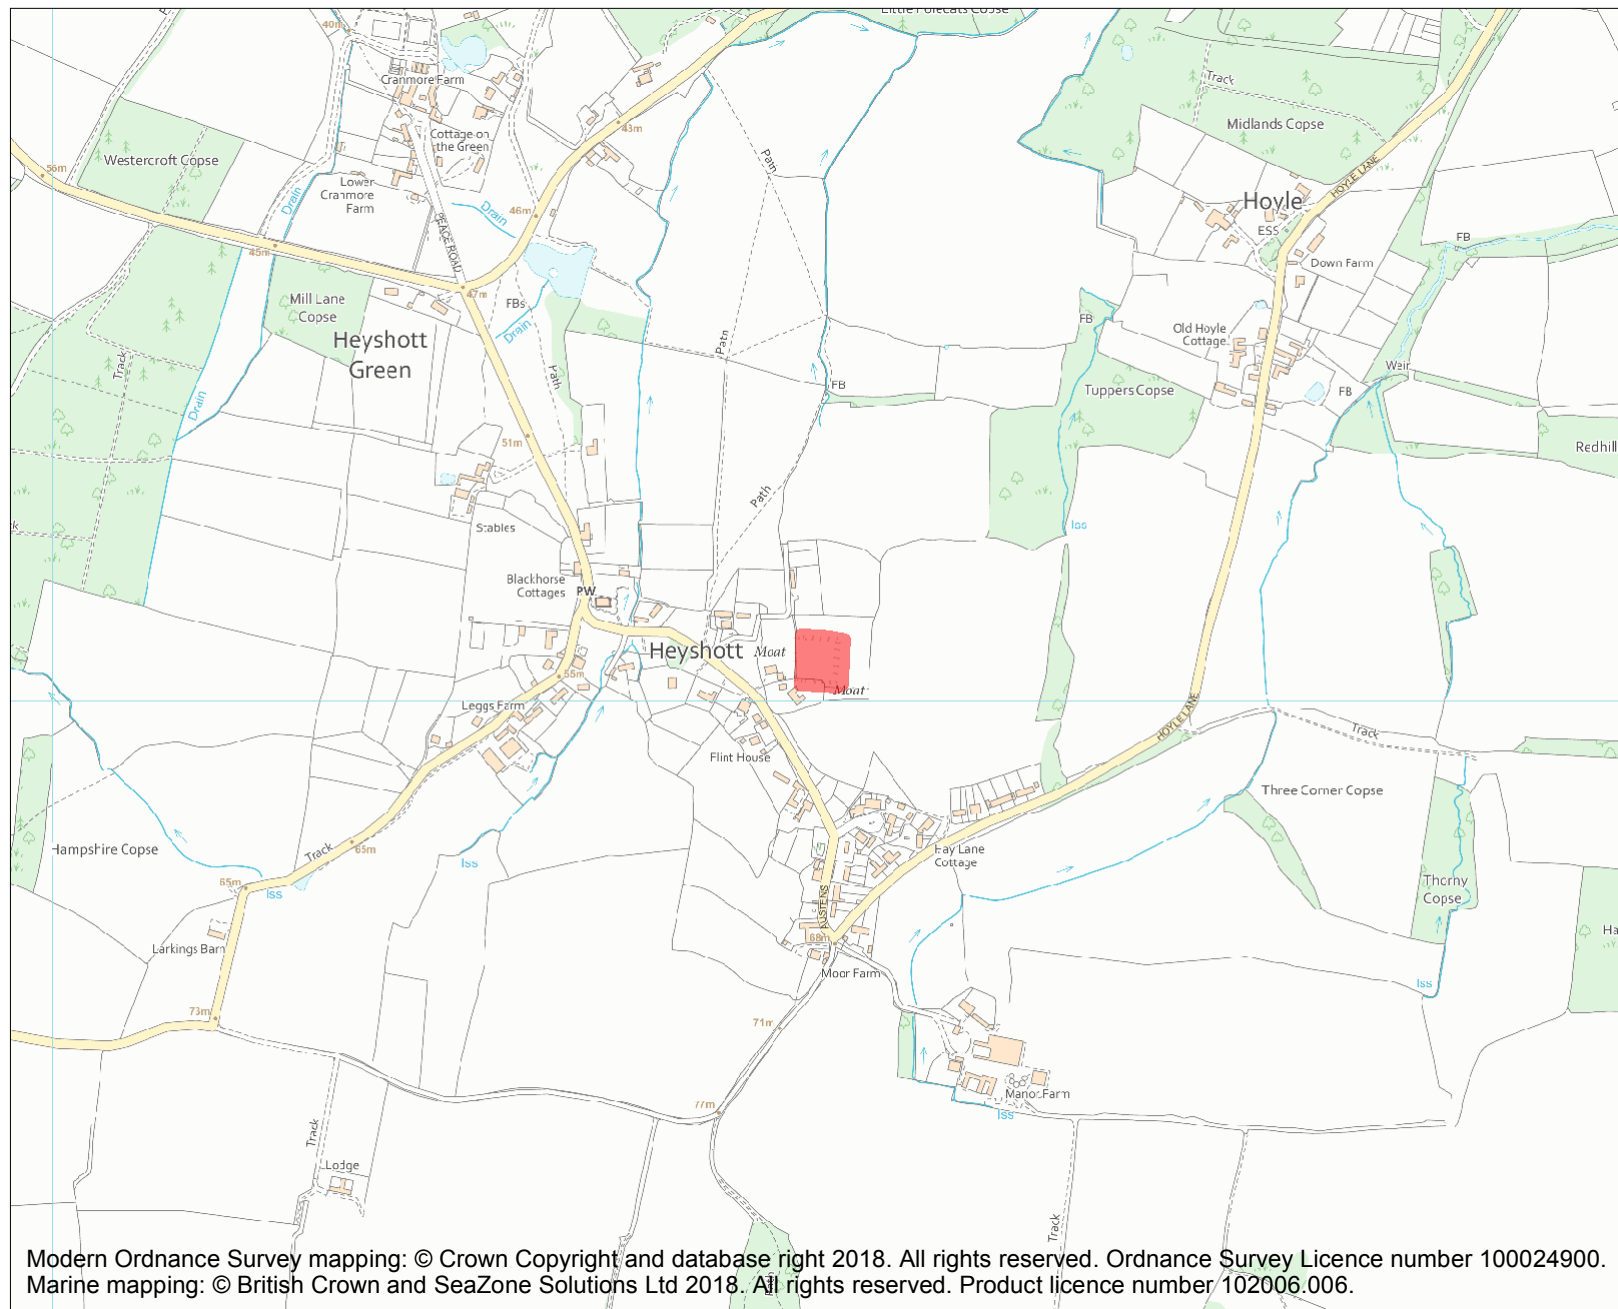 Little Polecats Copse
40m
Cranmore Farm
Track
Midlands Copse
43m
Cottage on
the Green
Path
Westercroft Copse
56m
HOYLE LANE
Lower
Cranmore
Farm
Drain
Drain
46m
PEACE ROAD
Hoyle
ESS
FB
45m
Down Farm
47m
FBs
Mill Lane
Copse
Drain
FB
Old Hoyle
Cottage
Heyshott
Green
Path
Track
Path
Weir
FB
Tuppers Copse
FB
Drain
51m
Redhill
Path
Stables
Iss
Blackhorse
Cottages
PW
Heyshott
Moat
Moat
55m
Leggs Farm
HOYLE LANE
Track
Flint House
Three Corner Copse
Hampshire Copse
Track
65m
Iss
Hay Lane
Cottage
65m
Iss
Thorny
Copse
AUSTENS
68m
Larkings Barn
Ha
Moor Farm
Iss
73m
71m
Manor Farm
77m
Iss
Track
Lodge
Track
Path
Modern Ordnance Survey mapping: © Crown Copyright and database right 2018. All rights reserved. Ordnance Survey Licence number 100024900.
Marine mapping: © British Crown and SeaZone Solutions Ltd 2018. All rights reserved. Product licence number 102006.006.